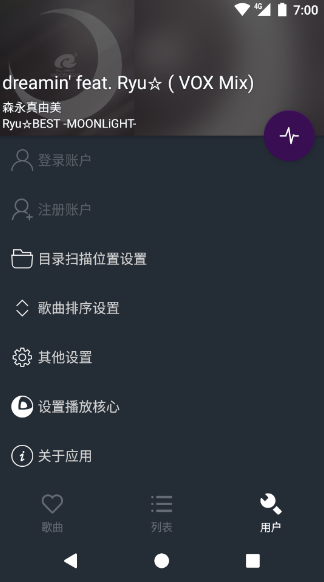 4G 7:00
dreamin' feat. Ryu☆ ( VOX Mix)
森永真由美
Ryu☆BEST -MOONLiGHT-
登录账户
注册账户
目录扫描位置设置
歌曲排序设置
其他设置
设置播放核心
关于应用
歌曲 列表 用户